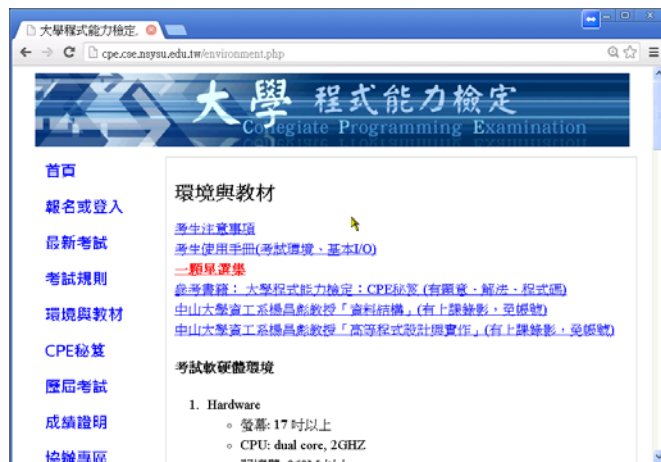 大學程式能力檢定.
cpe.cse.nsysu.edu.tw/environment.php
大學 程式能力檢定
Collegiate Programming Examination
首頁
報名或登入
最新考試
考試規則
環境與教材
CPE秘笈
歷屆考試
成績證明
協辦專區
環境與教材
考生注意事項
考生使用手冊(考試環境、基本I/O)
一顆星選集
參考書籍： 大學程式能力檢定：CPE秘笈 (有題意、解法、程式碼)
中山大學資工系楊昌彪教授「資料結構」(有上課錄影，免帳號)
中山大學資工系楊昌彪教授「高等程式設計與實作」(有上課錄影，免帳號)
考試軟硬體環境
1. Hardware
螢幕: 17 吋以上
CPU: dual core, 2GHZ